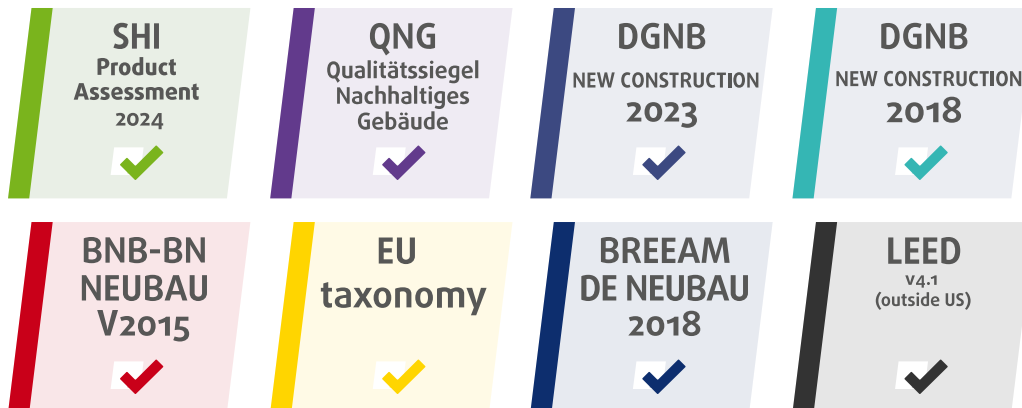 SHI
Product
Assessment
2024
QNG
Qualitätssiegel
Nachhaltiges
Gebäude
DGNB
NEW CONSTRUCTION
2023
DGNB
NEW CONSTRUCTION
2018
BNB-BN
NEUBAU
V2015
EU
taxonomy
BREEAM
DE NEUBAU
2018
LEED
v4.1
(outside US)